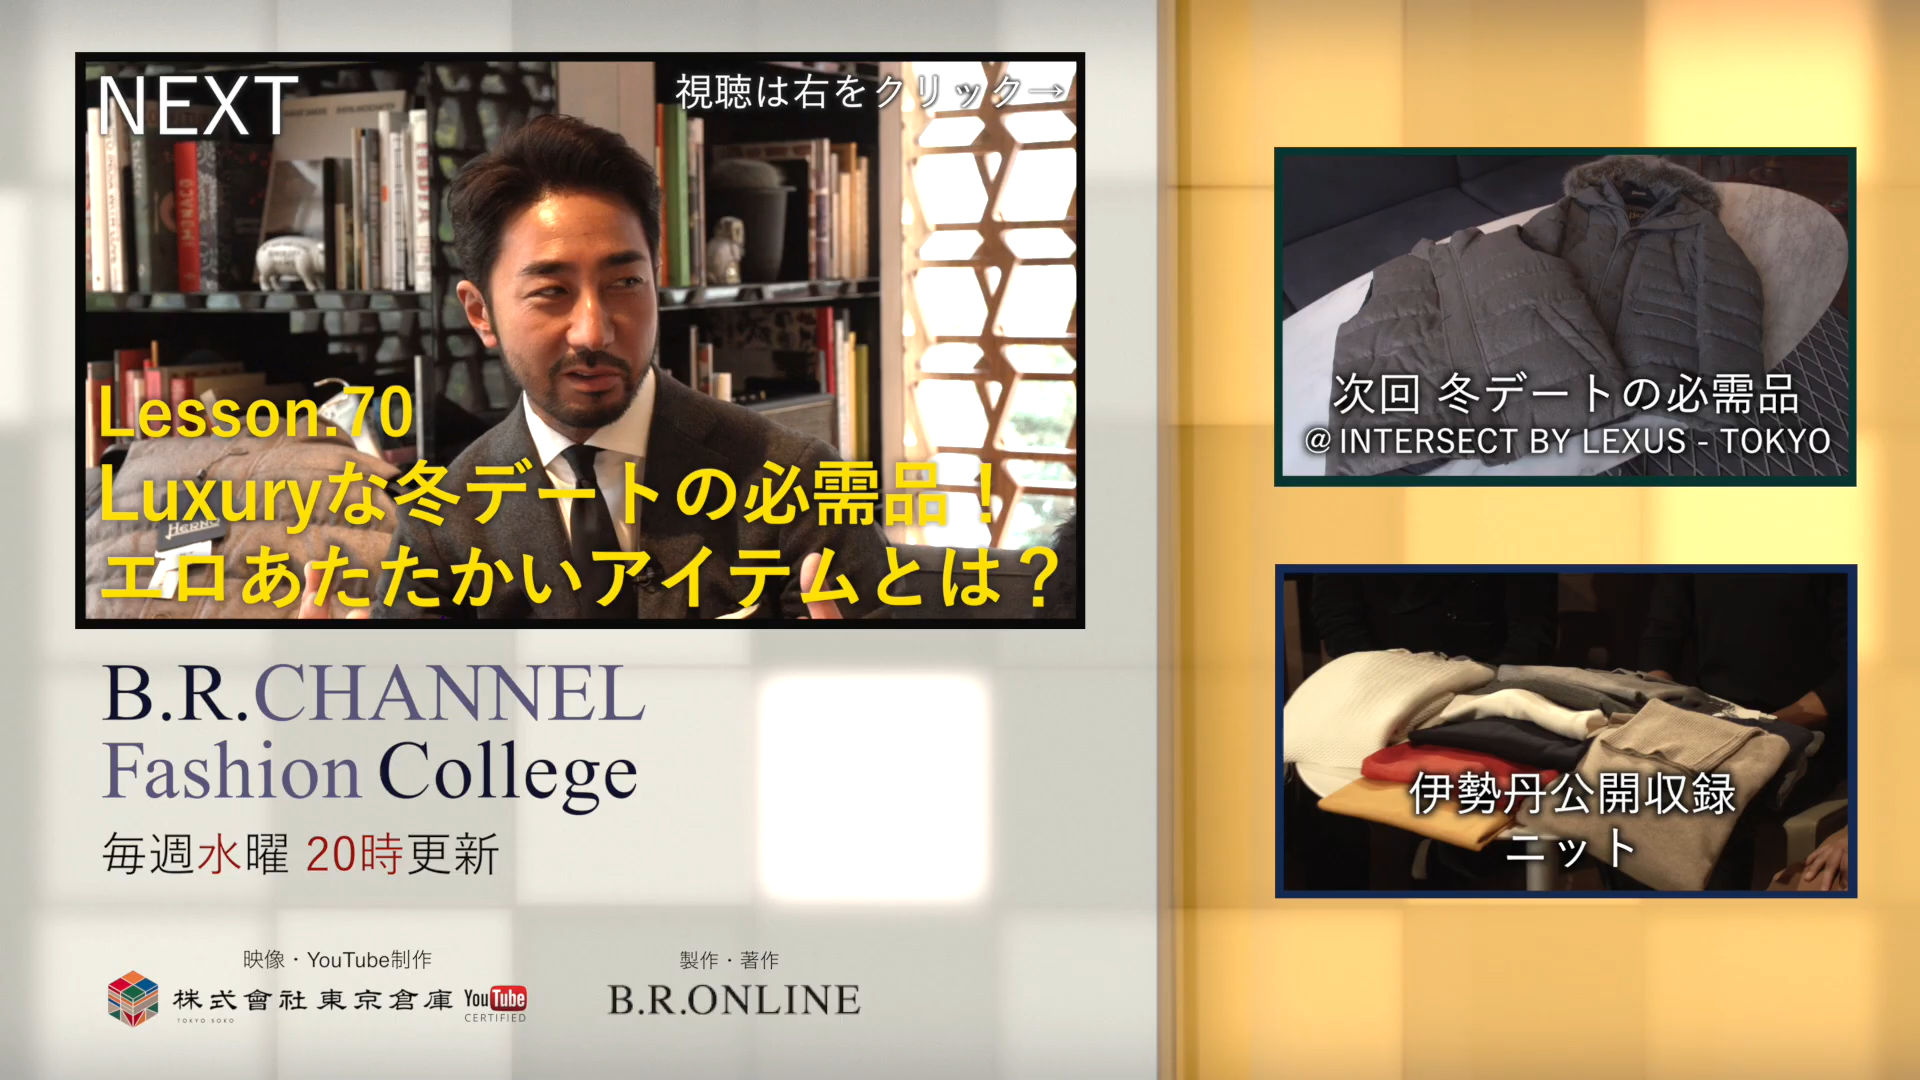 NEXT
視聴は右をクリック→
MONACO
INDIA
HERNO
Lesson.70
Luxuryな冬デートの必需品！
エロあたたかいアイテムとは？
次回 冬デートの必需品
@ INTERSECT BY LEXUS - TOKYO
伊勢丹公開収録
ニット
B.R.CHANNEL
Fashion College
毎週水曜 20時更新
映像・YouTube制作
株式會社東京倉庫
TOKYO SOKO
YouTube
CERTIFIED
製作・著作
B.R.ONLINE